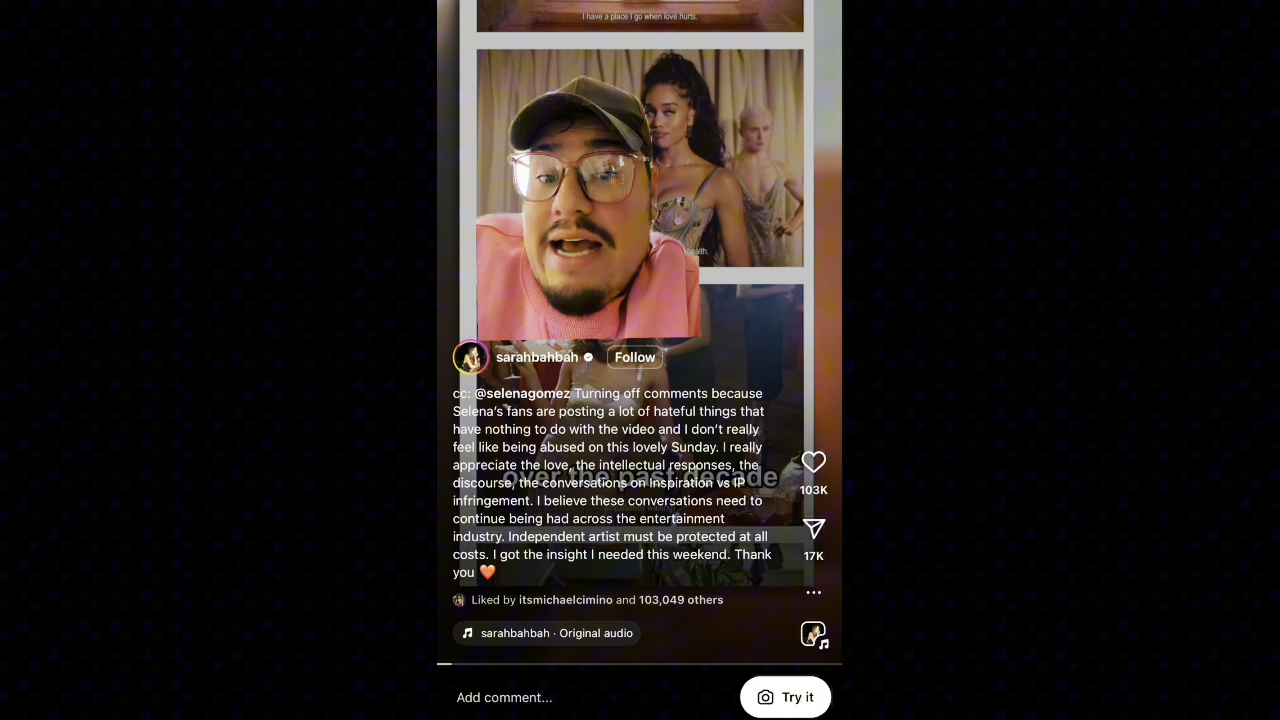 I have a place I go when love hurts.
health.
sarahbahbah
Follow
cc: @selenagomez Turning off comments because
Selena’s fans are posting a lot of hateful things that
have nothing to do with the video and I don’t really
feel like being abused on this lovely Sunday. I really
appreciate the love, the intellectual responses, the
over the past decade
discourse, the conversations on Inspiration vs IP
infringement. I believe these conversations need to
continue being had across the entertainment
industry. Independent artist must be protected at all
costs. I got the insight I needed this weekend. Thank
you ❤️
103K
17K
Liked by itsmichaelcimino and 103,049 others
sarahbahbah · Original audio
Add comment...
Try it